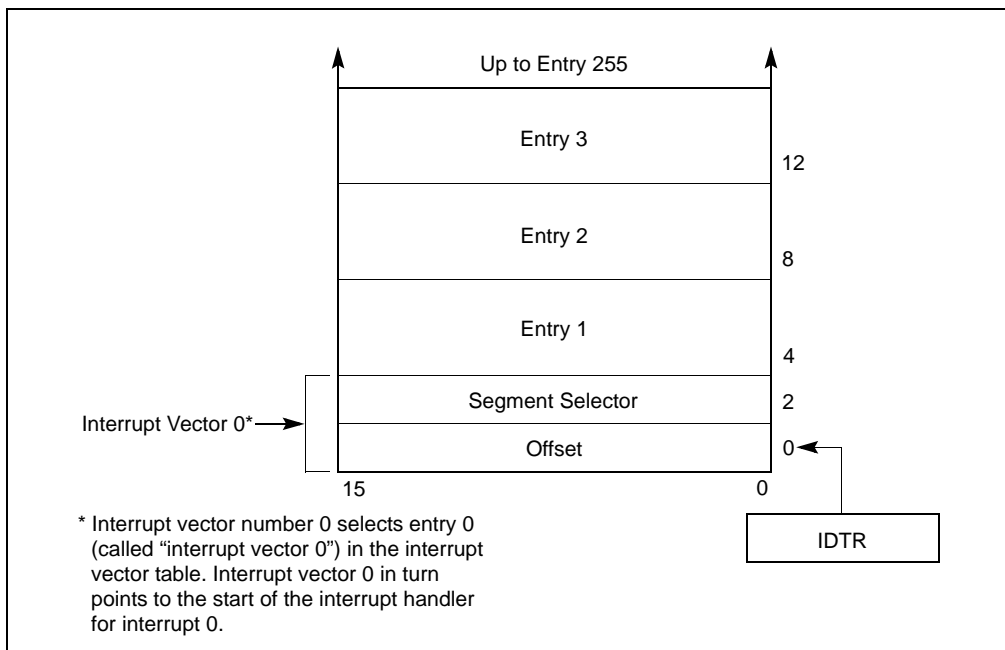 Up to Entry 255
Entry 3
12
Entry 2
8
Entry 1
4
Segment Selector
2
Interrupt Vector 0*
Offset
0
15
0
* Interrupt vector number 0 selects entry 0
(called “interrupt vector 0”) in the interrupt
vector table. Interrupt vector 0 in turn
points to the start of the interrupt handler
for interrupt 0.
IDTR